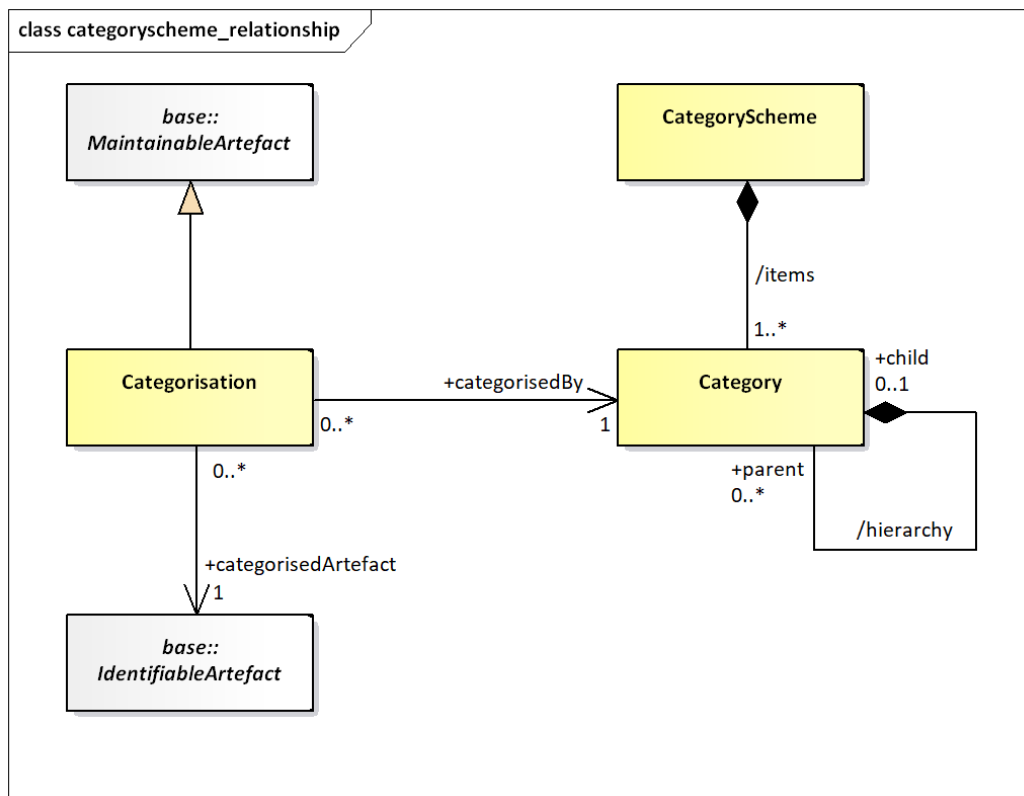 class categoryscheme_relationship
base::
MaintainableArtefact
CategoryScheme
/items
1..*
Categorisation
+categorisedBy
0..*
1
Category
+child
0..1
0..*
+parent
0..*
/hierarchy
+categorisedArtefact
1
base::
IdentifiableArtefact